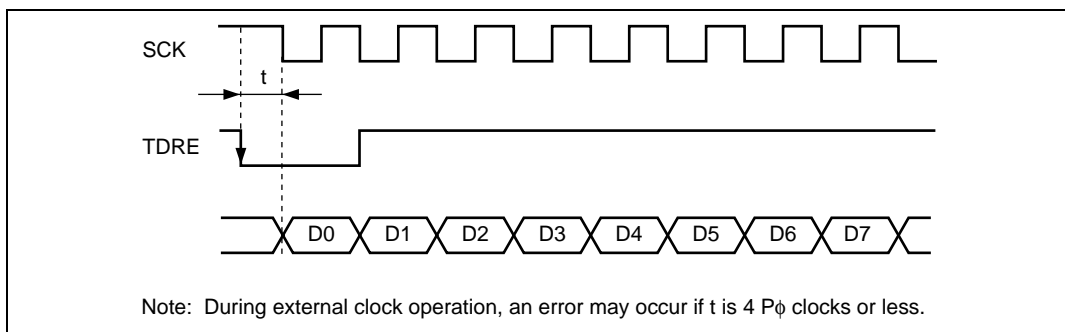 SCK
t
TDRE
D0 D1 D2 D3 D4 D5 D6 D7
Note: During external clock operation, an error may occur if t is 4 Pϕ clocks or less.